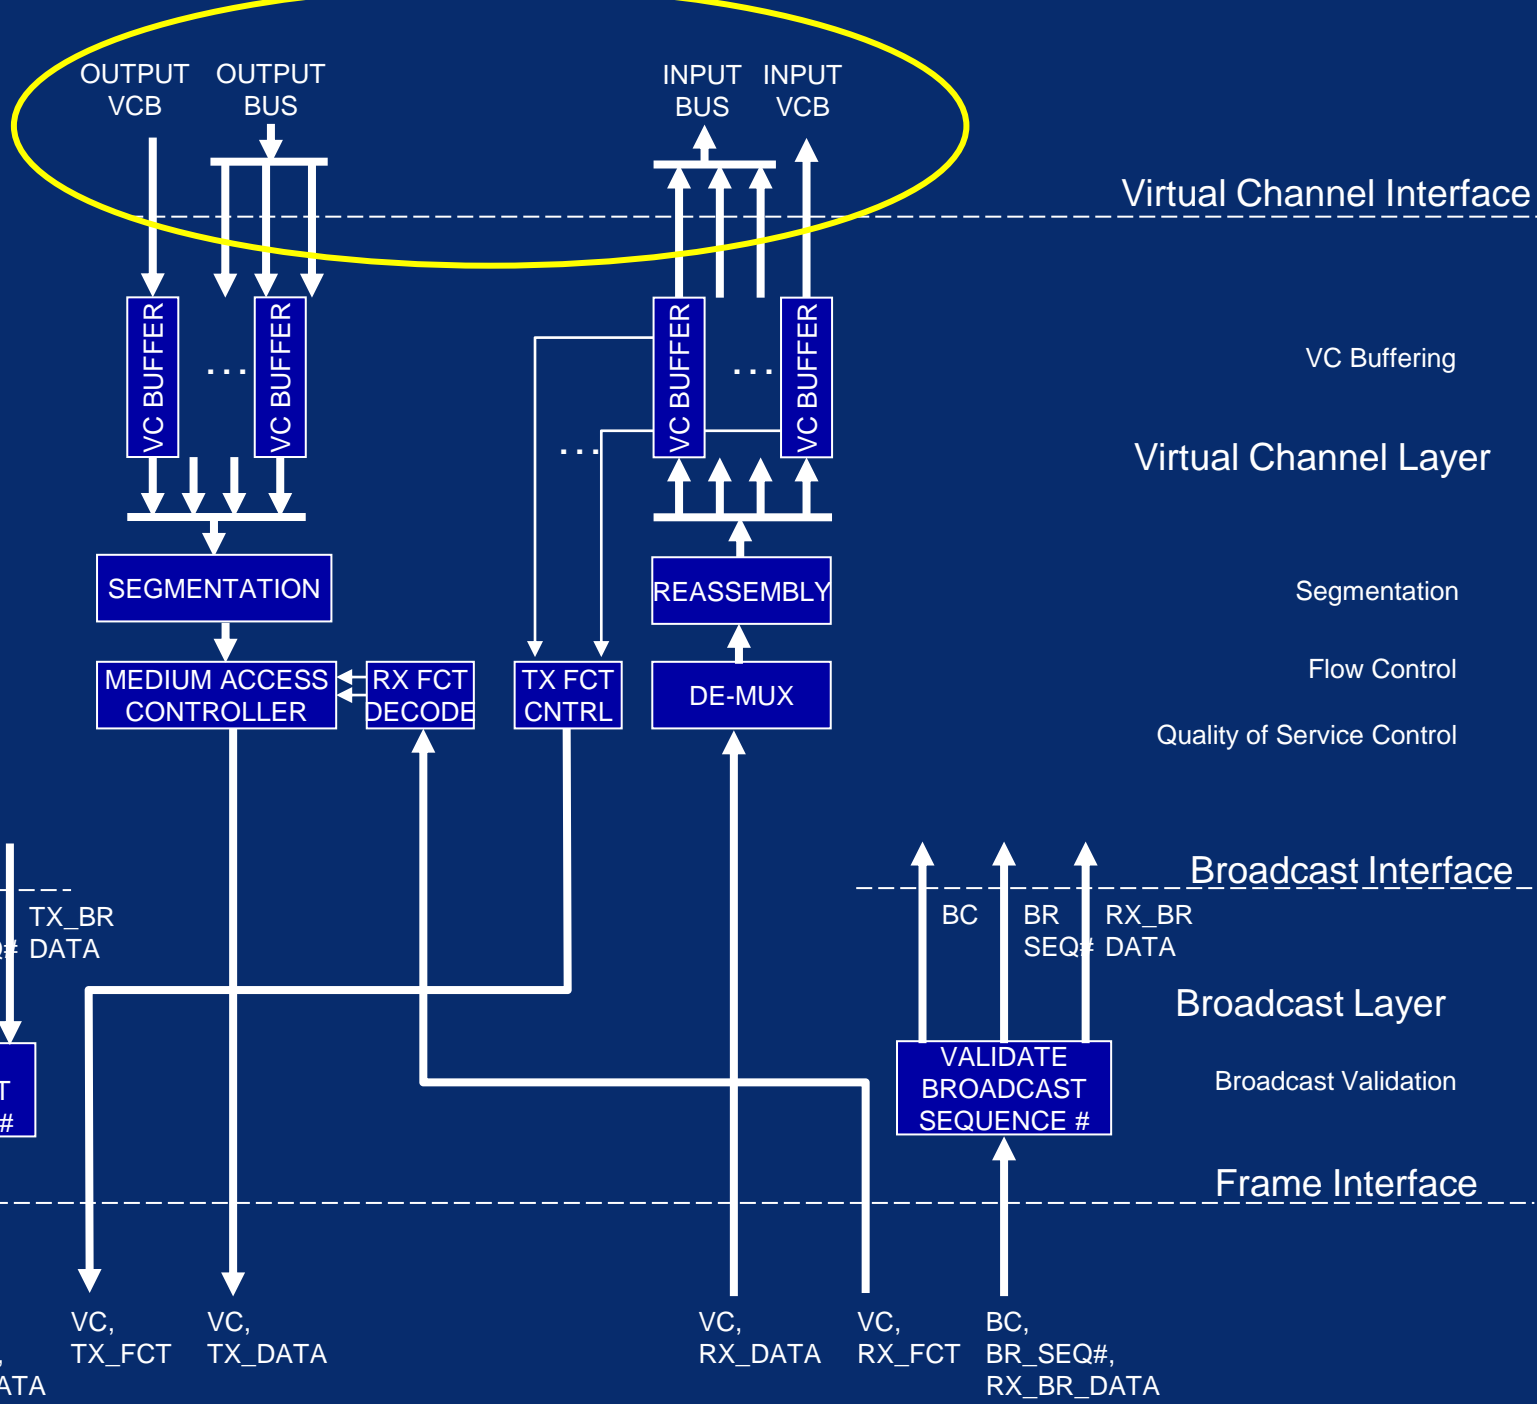 OUTPUT
VCB
OUTPUT
BUS
INPUT
BUS
INPUT
VCB
Virtual Channel Interface
VC BUFFER
...
VC BUFFER
VC BUFFER
...
VC BUFFER
VC Buffering
...
Virtual Channel Layer
SEGMENTATION
REASSEMBLY
Segmentation
MEDIUM ACCESS
CONTROLLER
RX FCT
DECODE
TX FCT
CNTRL
DE-MUX
Flow Control
Quality of Service Control
Broadcast Interface
TX_BR
DATA
BC
BR
SEQ#
RX_BR
DATA
Broadcast Layer
VALIDATE
BROADCAST
SEQUENCE #
Broadcast Validation
T
#
Frame Interface
VC,
TX_FCT
VC,
TX_DATA
VC,
RX_DATA
VC,
RX_FCT
BC,
BR_SEQ#,
RX_BR_DATA
ATA